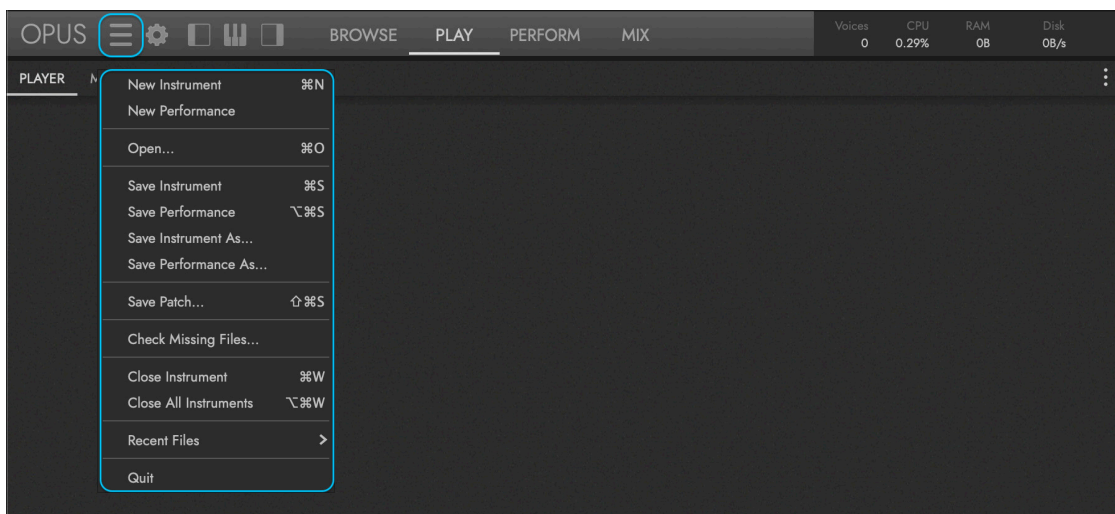 OPUS BROWSE PLAY PERFORM MIX Voices CPU RAM Disk
0 0.29% 0B 0B/s
PLAYER M
New Instrument ⌘N
New Performance
Open... ⌘O
Save Instrument ⌘S
Save Performance ⌥⌘S
Save Instrument As...
Save Performance As...
Save Patch... ⇧⌘S
Check Missing Files...
Close Instrument ⌘W
Close All Instruments ⌥⌘W
Recent Files >
Quit